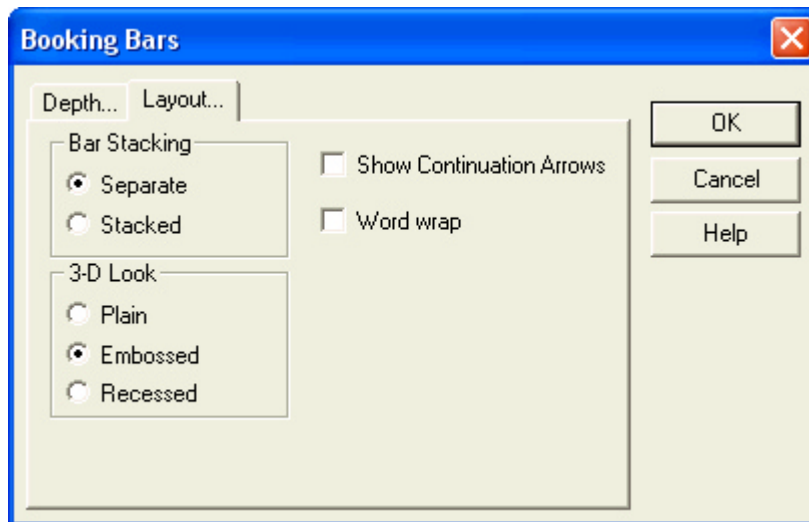 Booking Bars
Depth...
Layout...
Bar Stacking
Separate
Stacked
3-D Look
Plain
Embossed
Recessed
Show Continuation Arrows
Word wrap
OK
Cancel
Help